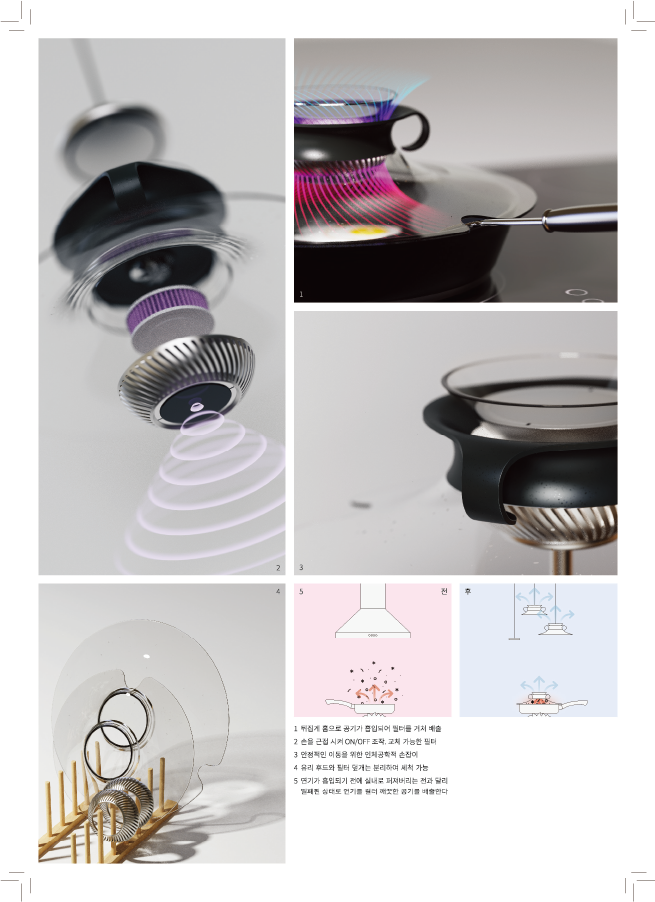 1
2
3
4
5
전
후
1 뒤집게 홈으로 공기가 흡입되어 필터를 거쳐 배출
2 손을 근접 시켜 ON/OFF 조작, 교체 가능한 필터
3 안정적인 이동을 위한 인체공학적 손잡이
4 유리 후드와 필터 덮개는 분리하여 세척 가능
5 연기가 흡입되기 전에 실내로 퍼져버리는 전과 달리
밀폐된 상태로 연기를 걸러 깨끗한 공기를 배출한다